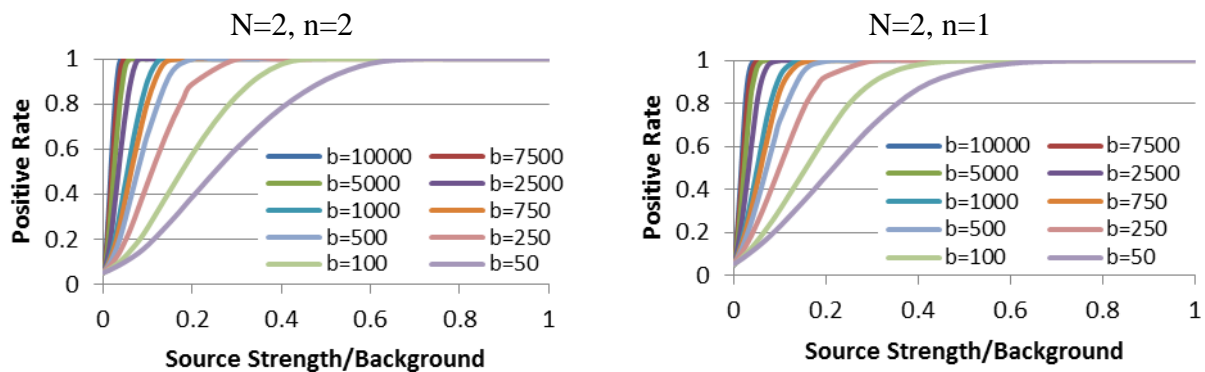 N=2, n=2
Positive Rate
1
0.8
0.6
0.4
0.2
0
b=10000 b=7500
b=5000 b=2500
b=1000 b=750
b=500 b=250
b=100 b=50
0 0.2 0.4 0.6 0.8 1
Source Strength/Background
N=2, n=1
Positive Rate
1
0.8
0.6
0.4
0.2
0
b=10000 b=7500
b=5000 b=2500
b=1000 b=750
b=500 b=250
b=100 b=50
0 0.2 0.4 0.6 0.8 1
Source Strength/Background